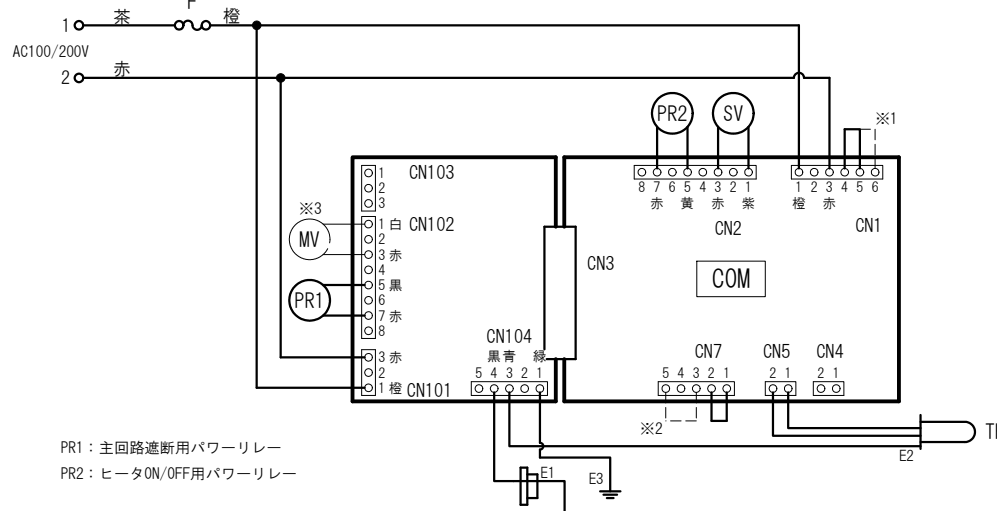 F
1 茶 橙
AC100/200V
2 赤
PR2 SV ※1
8 7 6 5 4 3 2 1
1 2 3 4 5 6
赤 黄 赤 紫
橙 赤
CN2
CN1
COM
CN3
CN103
1
2
3
※3
MV
PR1
CN102
1 白
2
3 赤
4
5 黒
6
7 赤
8
3 赤
2
1 橙 CN101
CN104
黒 青 緑
5 4 3 2 1
CN7 CN5 CN4
5 4 3 2 1
2 1
2 1
※2
E1
E3
E2
PR1：主回路遮断用パワーリレー
PR2：ヒータON/OFF用パワーリレー